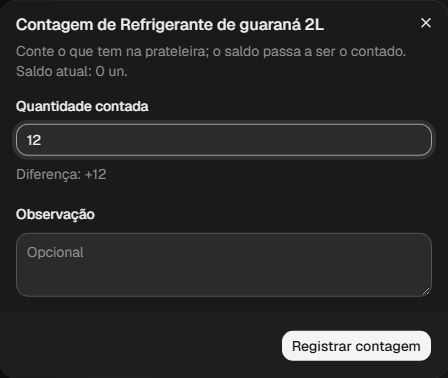 Contagem de Refrigerante de guaraná 2L
Conte o que tem na prateleira; o saldo passa a ser o contado.
Saldo atual: 0 un.
Quantidade contada
12
Diferença: +12
Observação
Opcional
Registrar contagem